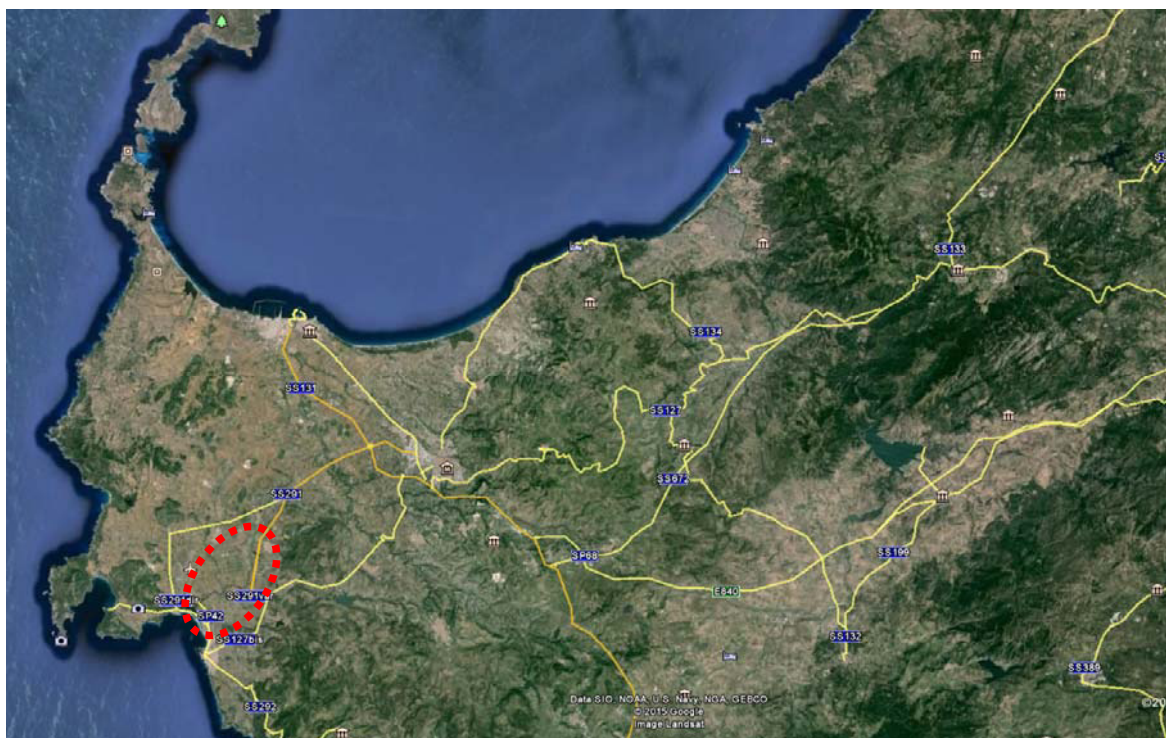 SS133
SS134
SS131
SS127
SS672
SS291
SP68
SS199
E840
SP42
SS127bis
SS132
SS389
SS292
Data SIO, NOAA, U.S. Navy, NGA, GEBCO
© 2015 Google
Image Landsat